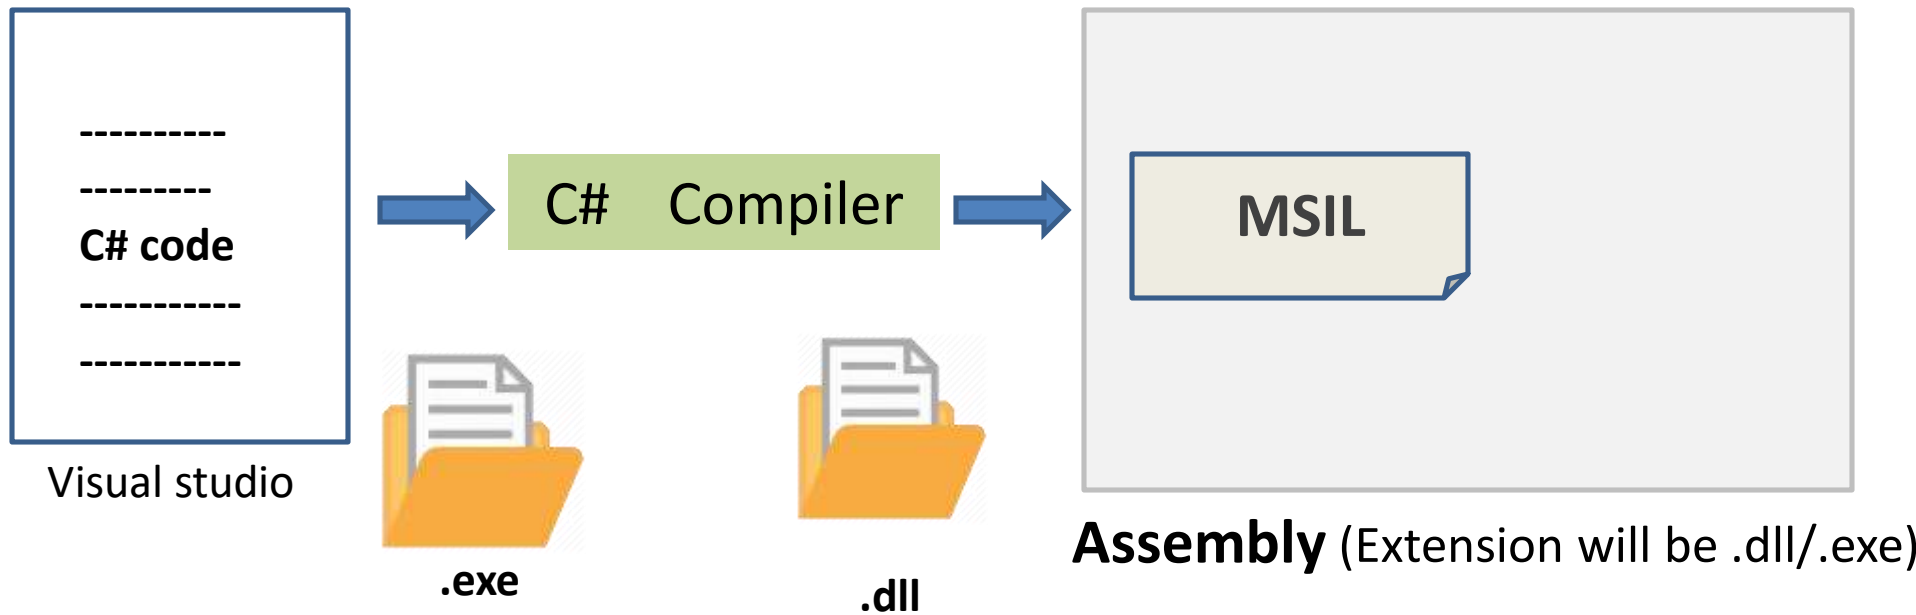 ----------
---------
C# code
-----------
-----------
Visual studio
C# Compiler
MSIL
.exe
.dll
Assembly (Extension will be .dll/.exe)